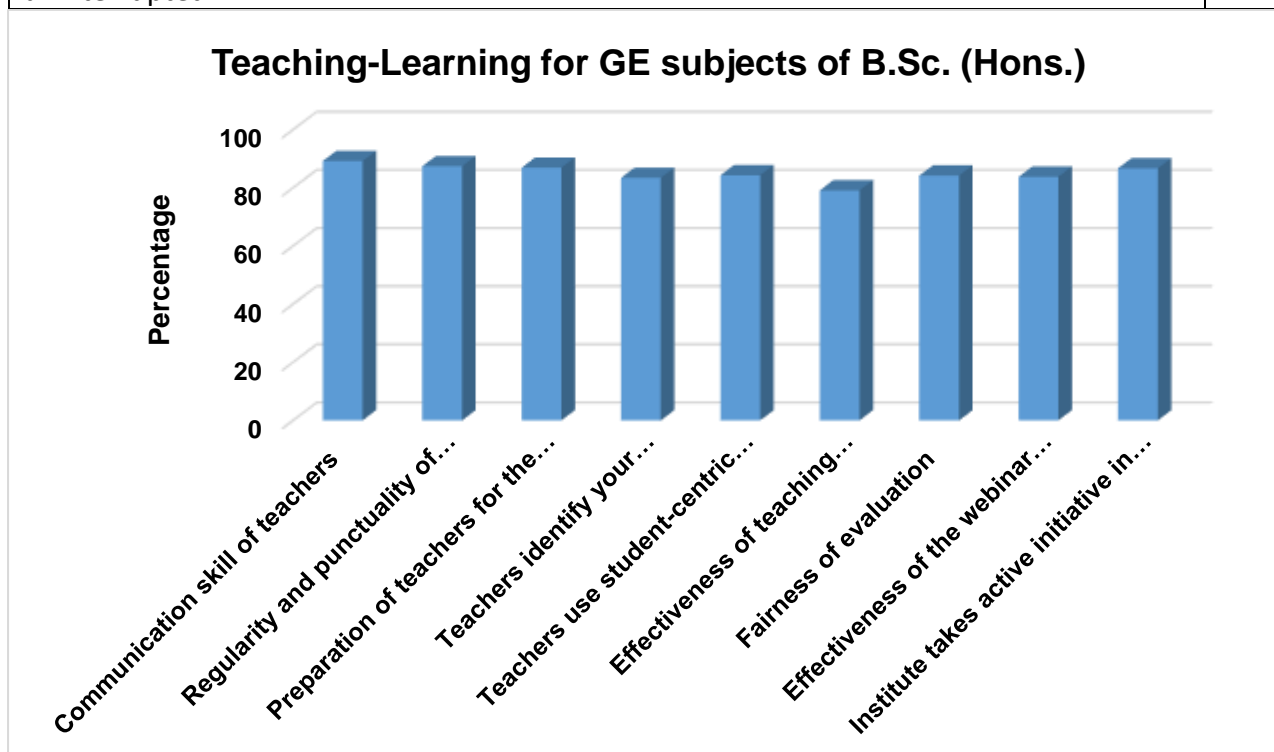 Teaching-Learning for GE subjects of B.Sc. (Hons.)
Percentage
100
80
60
40
20
0
Communication skill of teachers
Regularity and punctuality of…
Preparation of teachers for the…
Teachers identify your…
Teachers use student-centric…
Effectiveness of teaching…
Fairness of evaluation
Effectiveness of the webinar…
Institute takes active initiative in…